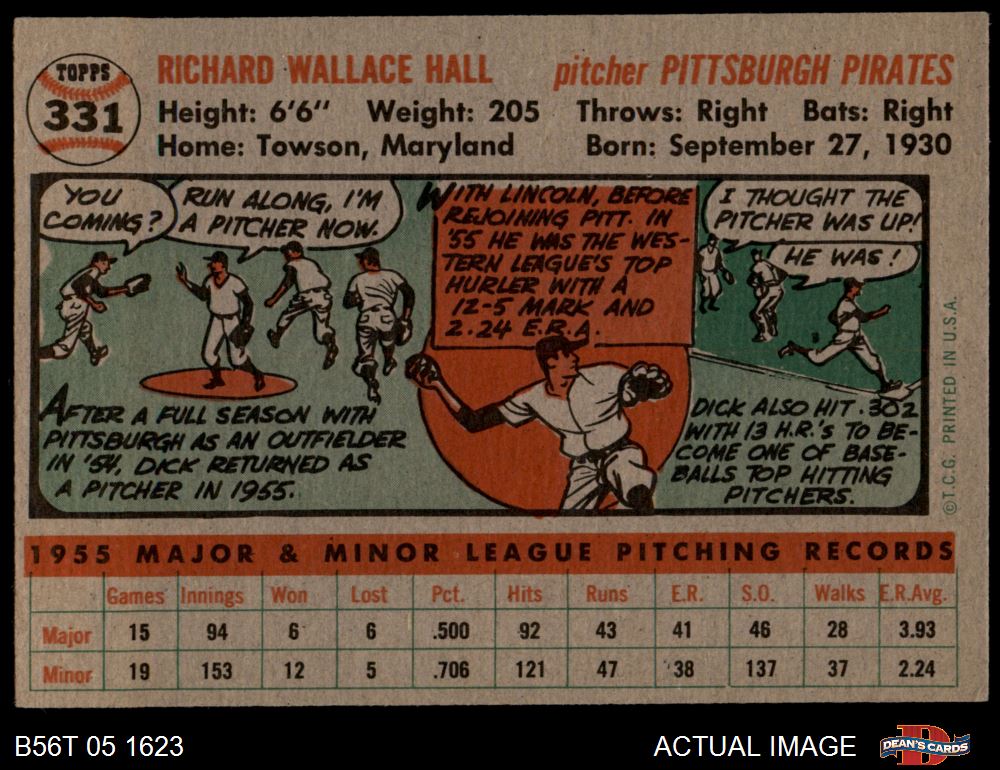 TOPPS
331
RICHARD WALLACE HALL pitcher PITTSBURGH PIRATES
Height: 6'6" Weight: 205 Throws: Right Bats: Right
Home: Towson, Maryland Born: September 27, 1930
YOU
COMING?
RUN ALONG, I'M
A PITCHER NOW.
AFTER A FULL SEASON WITH
PITTSBURGH AS AN OUTFIELDER
IN '54, DICK RETURNED AS
A PITCHER IN 1955.
WITH LINCOLN, BEFORE
REJOINING PITT. IN
'55 HE WAS THE WES-
TERN LEAGUE'S TOP
HURLER WITH A
12-5 MARK AND
2.24 E.R.A.
I THOUGHT THE
PITCHER WAS UP!
HE WAS!
DICK ALSO HIT .302
WITH 13 H.R.'s TO BE-
COME ONE OF BASE-
BALLS TOP HITTING
PITCHERS.
©T.C.G. PRINTED IN U.S.A.
1955 MAJOR & MINOR LEAGUE PITCHING RECORDS
Games Innings Won Lost Pct. Hits Runs E.R. S.O. Walks E.R.Avg.
Major 15 94 6 6 .500 92 43 41 46 28 3.93
Minor 19 153 12 5 .706 121 47 38 137 37 2.24
B56T 05 1623 ACTUAL IMAGE
D
DEAN'S CARDS